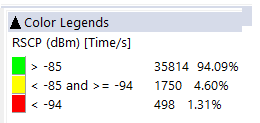 Color Legends
RSCP (dBm) [Time/s]
> -85 35814 94.09%
< -85 and >= -94 1750 4.60%
< -94 498 1.31%